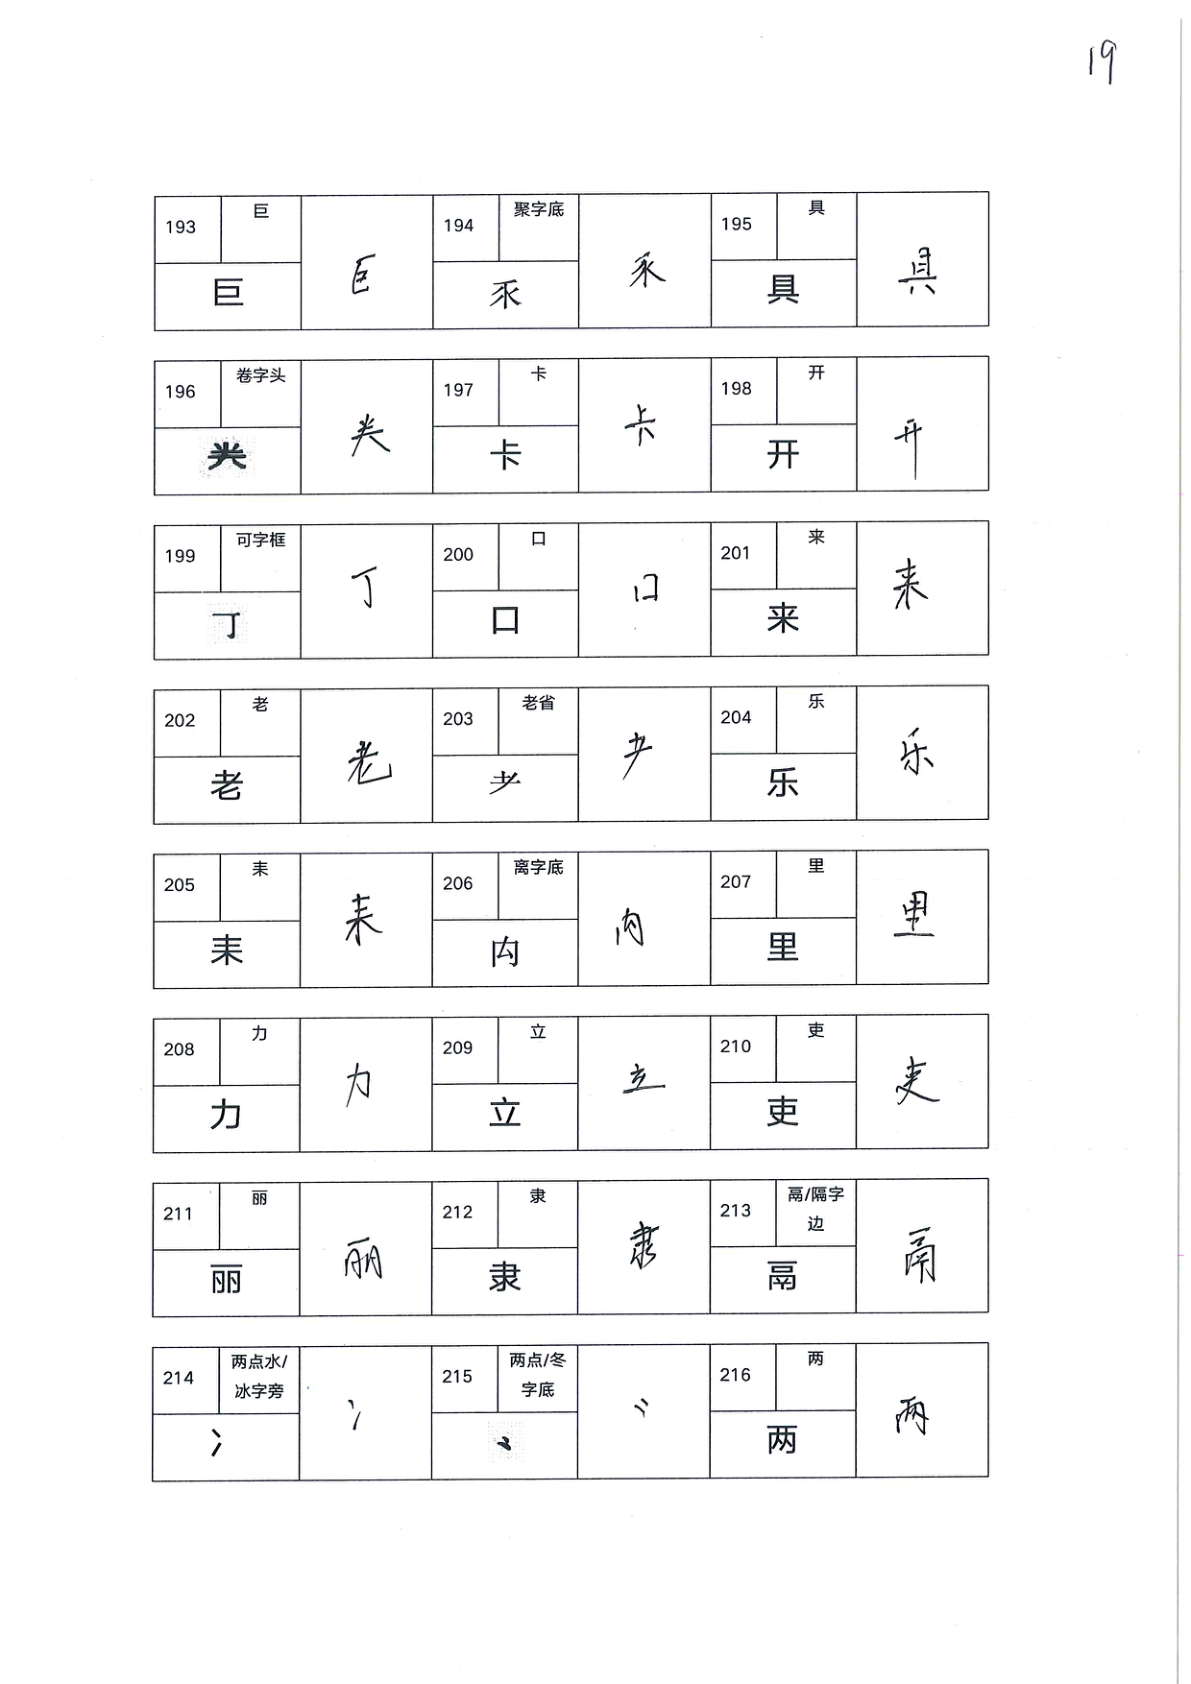 19
193 巨 巨 巨
194 聚字底 乑 乑
195 具 具 具
196 卷字头 龹 龹
197 卡 卡 卡
198 开 开 开
199 可字框 丁 丁
200 口 口 口
201 来 来 来
202 老 老 老
203 老省 耂 耂
204 乐 乐 乐
205 耒 耒 耒
206 离字底 禸 禸
207 里 里 里
208 力 力 力
209 立 立 立
210 吏 吏 吏
211 丽 丽 丽
212 隶 隶 隶
213 鬲/隔字边 鬲 鬲
214 两点水/冰字旁 冫 冫
215 两点/冬字底
216 两 两 两